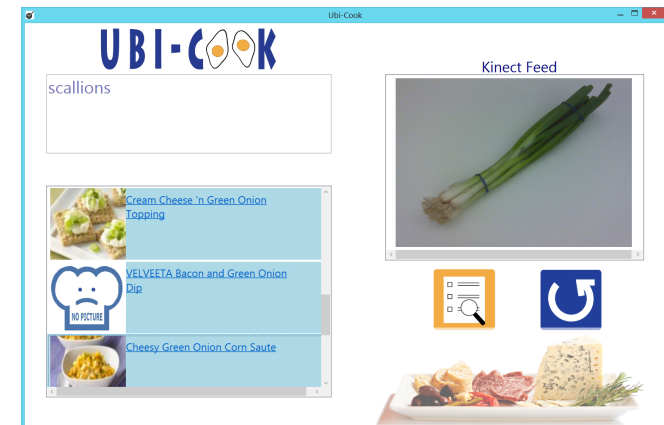 Ubi-Cook
UBI-COOK
Kinect Feed
scallions
Cream Cheese 'n Green Onion
Topping
VELVEETA Bacon and Green Onion
Dip
NO PICTURE
Cheesy Green Onion Corn Saute